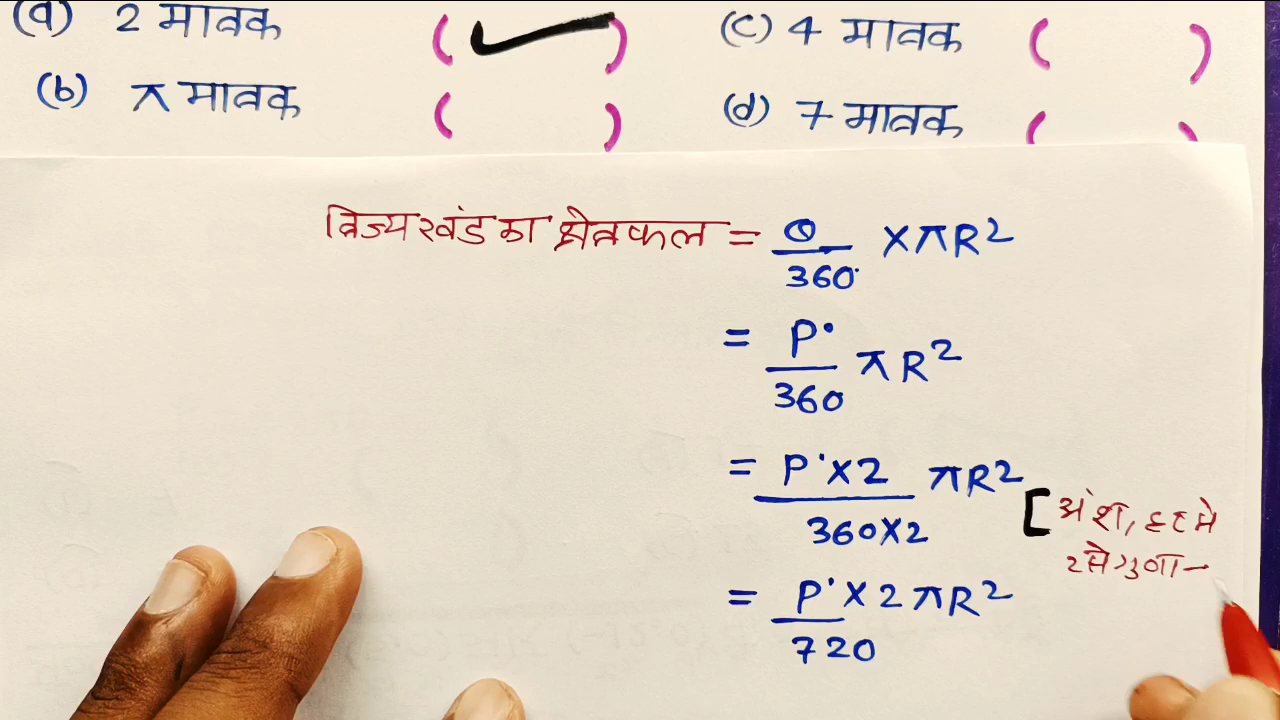 (a) 2 मात्रक ( ✓ ) (c) 4 मात्रक ( )
(b) π मात्रक ( ) (d) 7 मात्रक ( )
त्रिज्यखंड का क्षेत्रफल = θ/360° × πR²
= P°/360 πR²
= P°×2/360×2 πR² [अंश, हर मे
2 से गुणा
= P°/720 × 2πR²